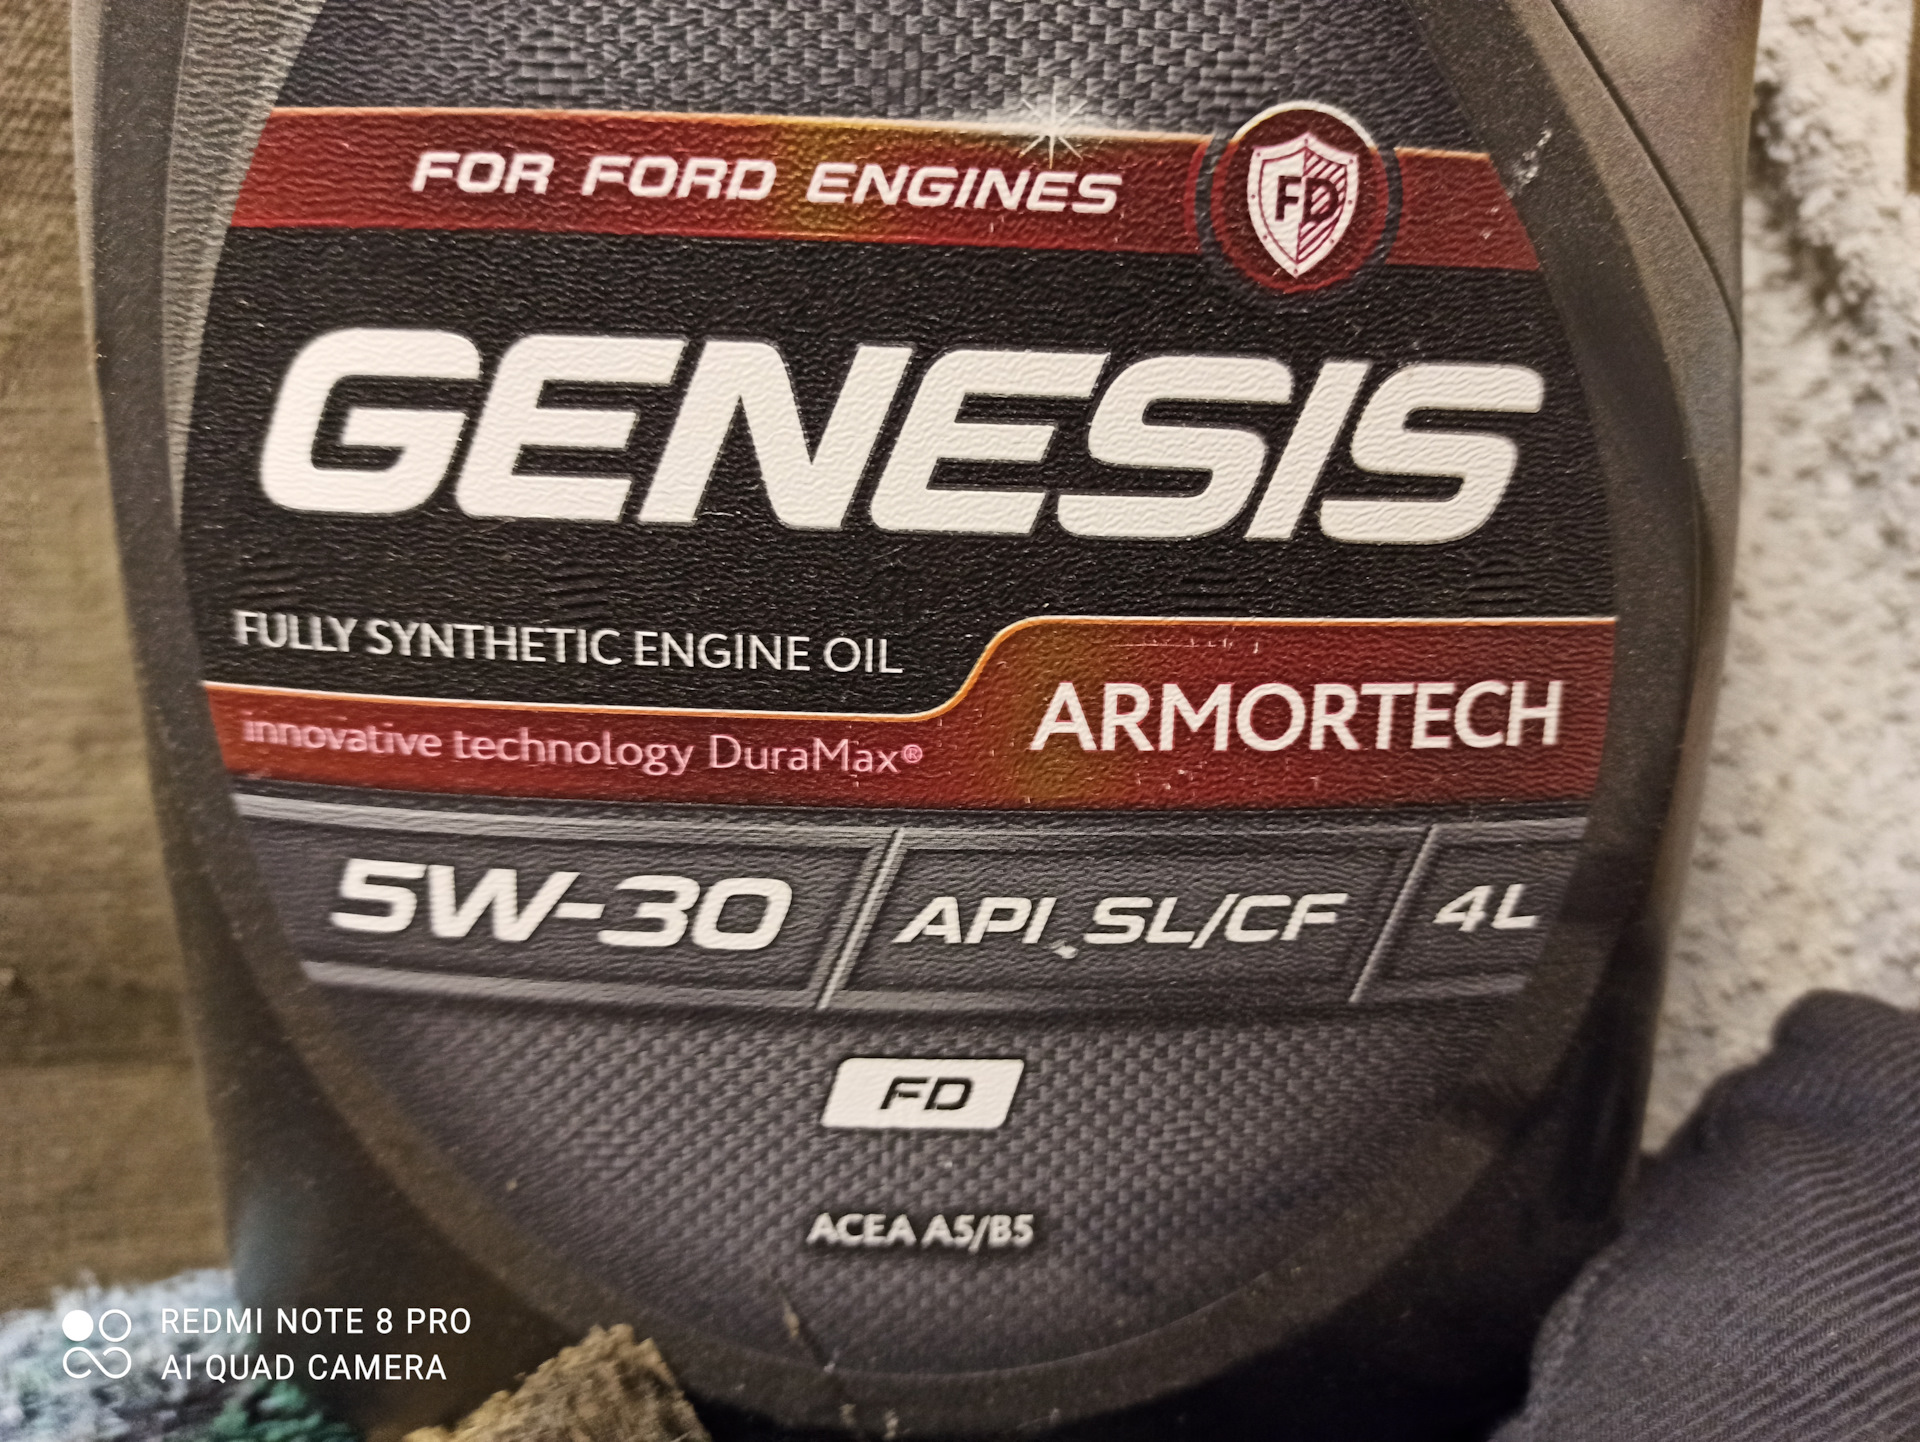 FOR FORD ENGINES
FD
GENESIS
FULLY SYNTHETIC ENGINE OIL
innovative technology DuraMax®
ARMORTECH
5W-30
API SL/CF
4L
FD
ACEA A5/B5
REDMI NOTE 8 PRO
AI QUAD CAMERA